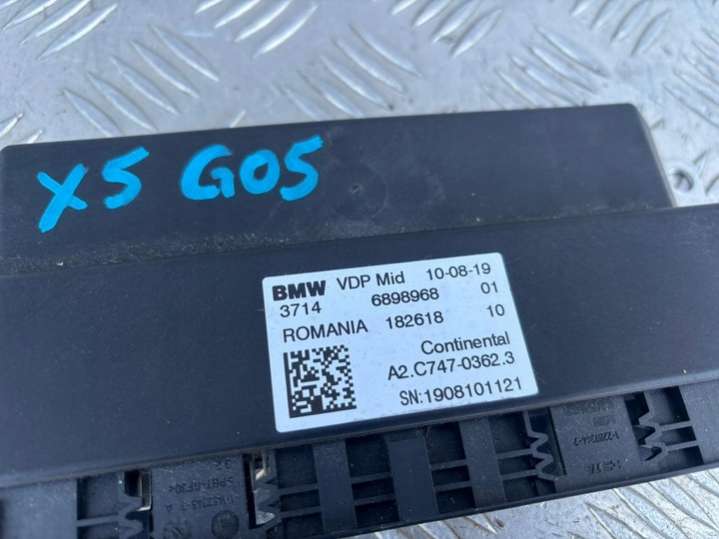 X5 G05
BMW VDP Mid 10-08-19
3714 6898968 01
ROMANIA 182618 10
Continental
A2.C747-0362.3
SN:1908101121